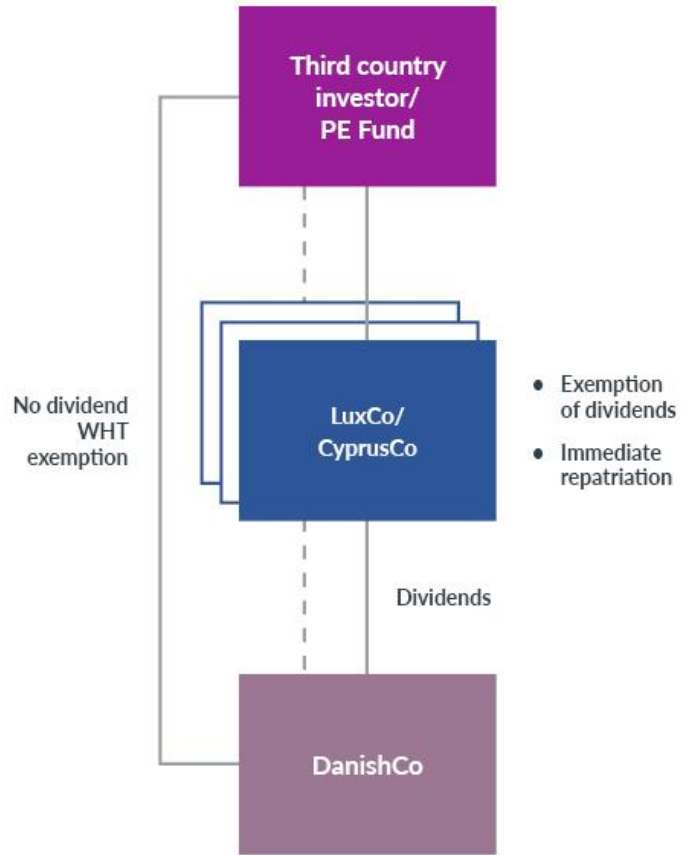 Third country
investor/
PE Fund
No dividend
WHT
exemption
LuxCo/
CyprusCo
• Exemption
of dividends
• Immediate
repatriation
Dividends
DanishCo